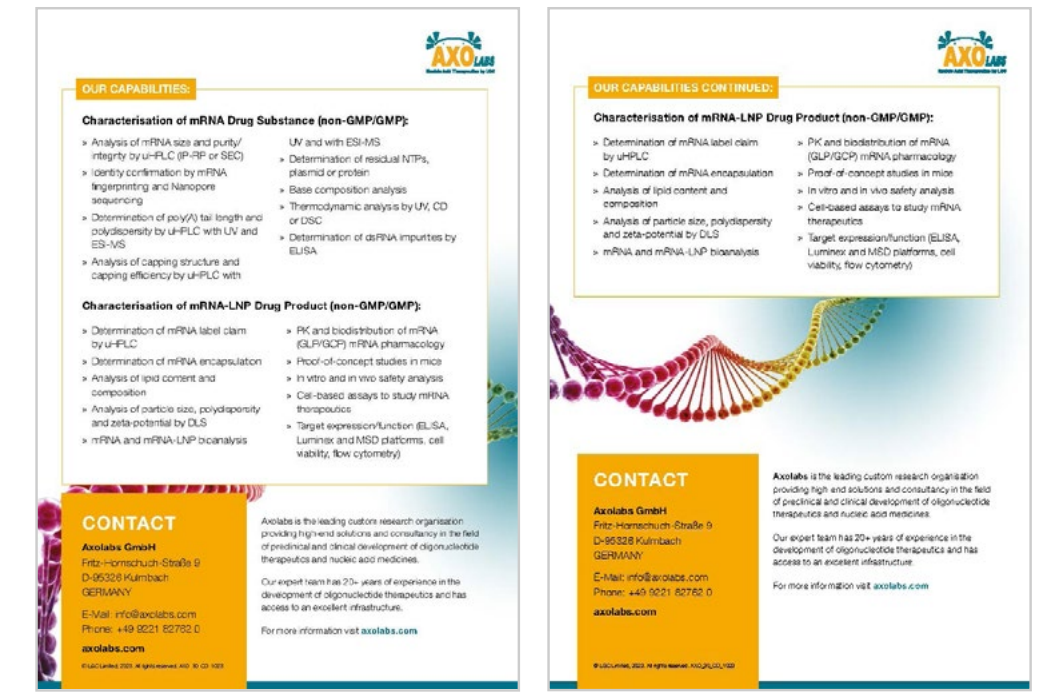 AXOLABS
Nucleic Acid Therapeutics by LGC
OUR CAPABILITIES:
Characterisation of mRNA Drug Substance (non-GMP/GMP):
» Analysis of mRNA size and purity/
integrity by uHPLC (IP-RP or SEC)
» Identity confirmation by mRNA
fingerprinting and Nanopore
sequencing
» Determination of poly(A) tail length and
polydispersity by uHPLC with UV and
ESI-MS
» Analysis of capping structure and
capping efficiency by uHPLC with
UV and with ESI-MS
» Determination of residual NTPs,
plasmid or protein
» Base composition analysis
» Thermodynamic analysis by UV, CD
or DSC
» Determination of dsRNA impurities by
ELISA
Characterisation of mRNA-LNP Drug Product (non-GMP/GMP):
» Determination of mRNA label claim
by uHPLC
» Determination of mRNA encapsulation
» Analysis of lipid content and
composition
» Analysis of particle size, polydispersity
and zeta-potential by DLS
» mRNA and mRNA-LNP bioanalysis
» PK and biodistribution of mRNA
(GLP/GCP) mRNA pharmacology
» Proof-of-concept studies in mice
» In vitro and in vivo safety analysis
» Cell-based assays to study mRNA
therapeutics
» Target expression/function (ELISA,
Luminex and MSD platforms, cell
viability, flow cytometry)
CONTACT
Axolabs GmbH
Fritz-Hornschuch-Straße 9
D-95326 Kulmbach
GERMANY
E-Mail: info@axolabs.com
Phone: +49 9221 82762 0
axolabs.com
Axolabs is the leading custom research organisation
providing high-end solutions and consultancy in the field
of preclinical and clinical development of oligonucleotide
therapeutics and nucleic acid medicines.
Our expert team has 20+ years of experience in the
development of oligonucleotide therapeutics and has
access to an excellent infrastructure.
For more information visit axolabs.com
AXOLABS
Nucleic Acid Therapeutics by LGC
OUR CAPABILITIES CONTINUED:
Characterisation of mRNA-LNP Drug Product (non-GMP/GMP):
» Determination of mRNA label claim
by uHPLC
» Determination of mRNA encapsulation
» Analysis of lipid content and
composition
» Analysis of particle size, polydispersity
and zeta-potential by DLS
» mRNA and mRNA-LNP bioanalysis
» PK and biodistribution of mRNA
(GLP/GCP) mRNA pharmacology
» Proof-of-concept studies in mice
» In vitro and in vivo safety analysis
» Cell-based assays to study mRNA
therapeutics
» Target expression/function (ELISA,
Luminex and MSD platforms, cell
viability, flow cytometry)
CONTACT
Axolabs GmbH
Fritz-Hornschuch-Straße 9
D-95326 Kulmbach
GERMANY
E-Mail: info@axolabs.com
Phone: +49 9221 82762 0
axolabs.com
Axolabs is the leading custom research organisation
providing high-end solutions and consultancy in the field
of preclinical and clinical development of oligonucleotide
therapeutics and nucleic acid medicines.
Our expert team has 20+ years of experience in the
development of oligonucleotide therapeutics and has
access to an excellent infrastructure.
For more information visit axolabs.com